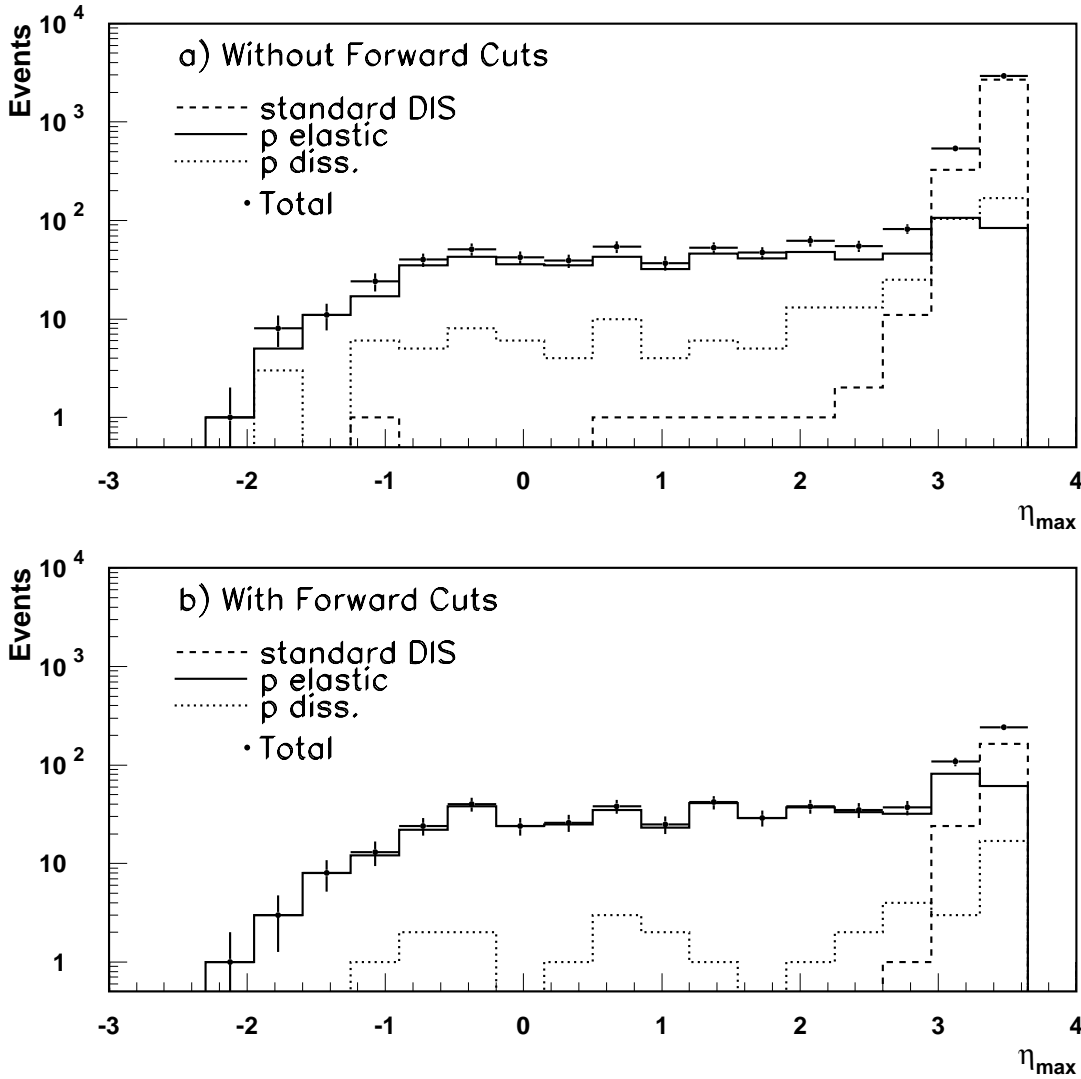 Events
10^4
10^3
10^2
10
1
a) Without Forward Cuts
standard DIS
p elastic
p diss.
Total
-3 -2 -1 0 1 2 3 4
η_max
Events
10^4
10^3
10^2
10
1
b) With Forward Cuts
standard DIS
p elastic
p diss.
Total
-3 -2 -1 0 1 2 3 4
η_max